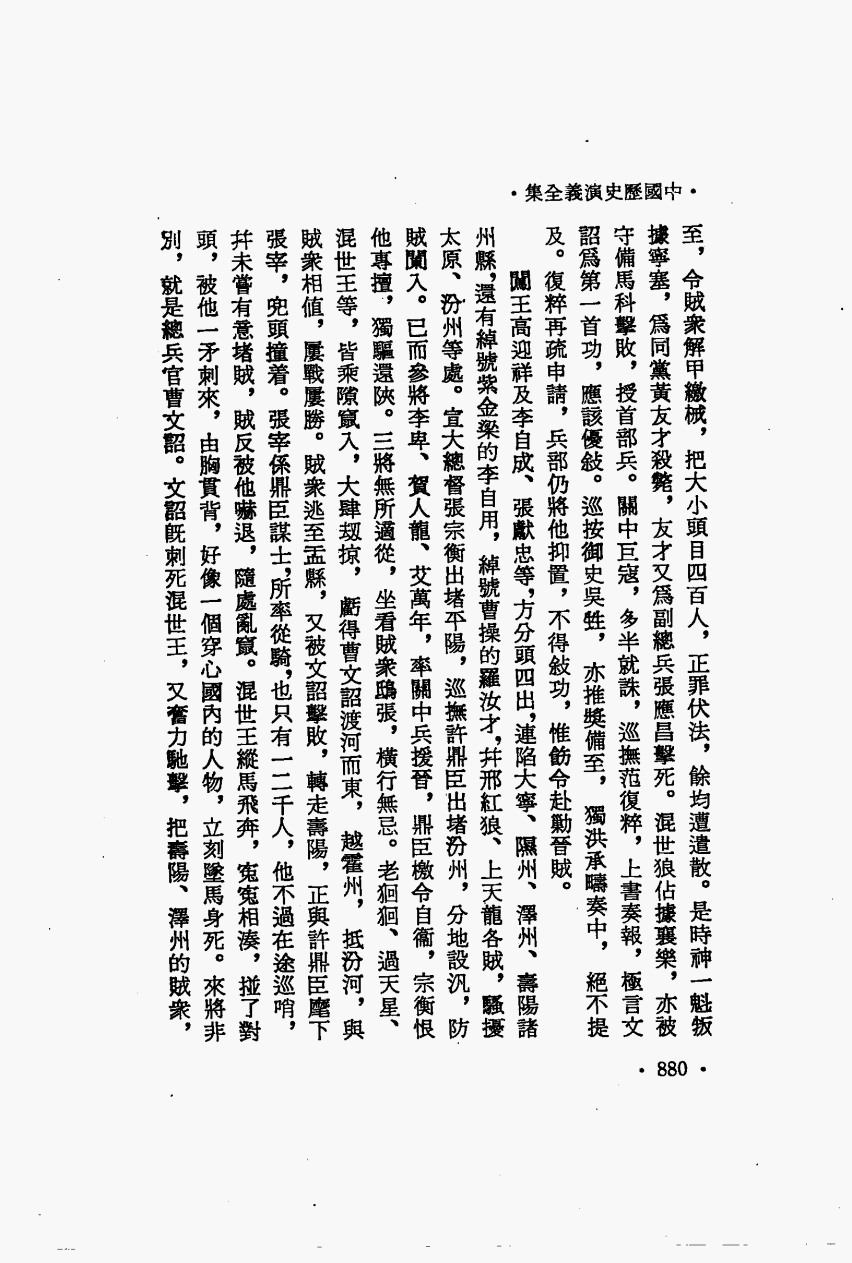 ·中國歷史演義全集·
至，令賊衆解甲繳械，把大小頭目四百人，正罪伏法，餘均遭遣散。是時神一魁叛
據寧塞，爲同黨黃友才殺斃，友才又爲副總兵張應昌擊死。混世狼佔據襄樂，亦被
守備馬科擊敗，授首部兵。關中巨寇，多半就誅，巡撫范復粹，上書奏報，極言文
詔爲第一首功，應該優敍。巡按御史吳甡，亦推奬備至，獨洪承疇奏中，絕不提
及。復粹再疏申請，兵部仍將他抑置，不得敍功，惟飭令赴勦晉賊。
闖王高迎祥及李自成、張獻忠等，方分頭四出，連陷大寧、隰州、澤州、壽陽諸
州縣，還有綽號紫金梁的李自用，綽號曹操的羅汝才，幷邢紅狼、上天龍各賊，騷擾
太原、汾州等處。宣大總督張宗衡出堵平陽，巡撫許鼎臣出堵汾州，分地設汛，防
賊闌入。已而參將李卑、賀人龍、艾萬年，率關中兵援晉，鼎臣檄令自衞，宗衡恨
他專擅，獨驅還陝。三將無所適從，坐看賊衆鴟張，橫行無忌。老狪狪、過天星、
混世王等，皆乘隙竄入，大肆刼掠，虧得曹文詔渡河而東，越霍州，抵汾河，與
賊衆相値，屢戰屢勝。賊衆逃至盂縣，又被文詔擊敗，轉走壽陽，正與許鼎臣麾下
張宰，兜頭撞着。張宰係鼎臣謀士，所率從騎，也只有一二千人，他不過在途巡哨，
幷未嘗有意堵賊，賊反被他嚇退，隨處亂竄。混世王縱馬飛奔，寃寃相湊，掽了對
頭，被他一矛刺來，由胸貫背，好像一個穿心國內的人物，立刻墜馬身死。來將非
別，就是總兵官曹文詔。文詔旣刺死混世王，又奮力馳擊，把壽陽、澤州的賊衆，
·880·